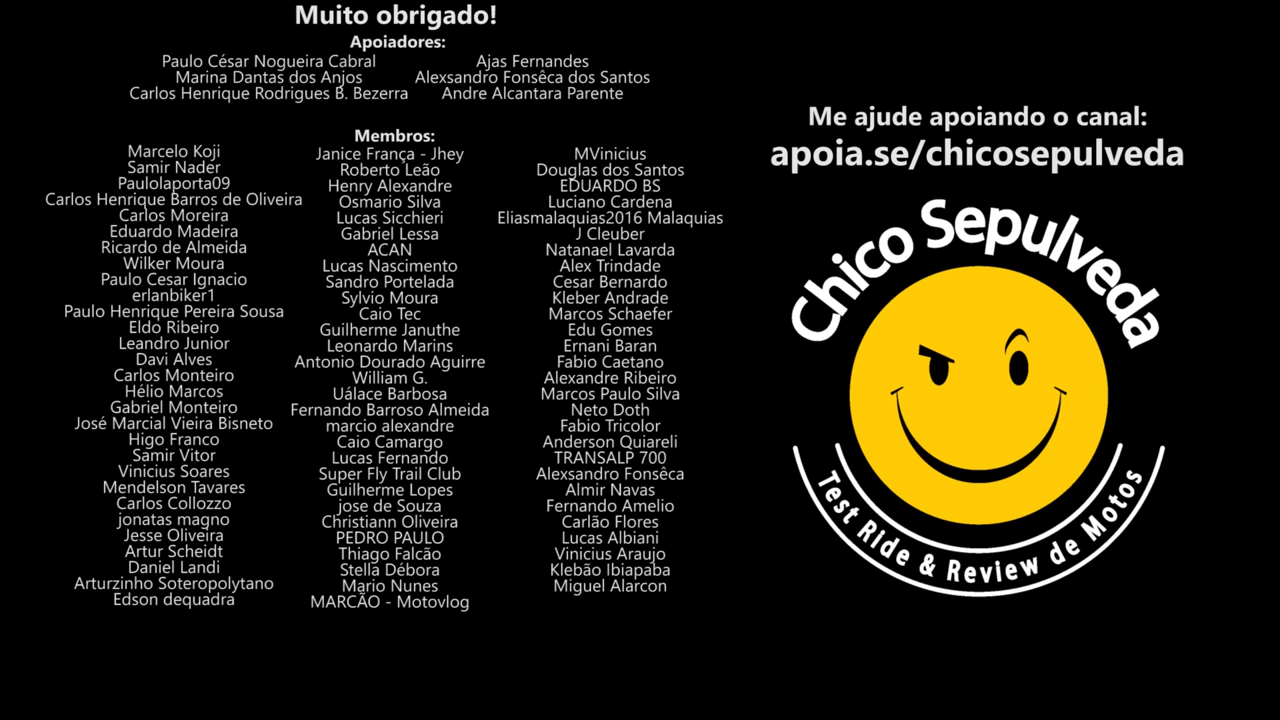 Muito obrigado!
Apoiadores:
Paulo César Nogueira Cabral
Marina Dantas dos Anjos
Carlos Henrique Rodrigues B. Bezerra
Ajas Fernandes
Alexsandro Fonsêca dos Santos
Andre Alcantara Parente
Membros:
Marcelo Koji
Samir Nader
Paulolaporta09
Carlos Henrique Barros de Oliveira
Carlos Moreira
Eduardo Madeira
Ricardo de Almeida
Wilker Moura
Paulo Cesar Ignacio
erlanbiker1
Paulo Henrique Pereira Sousa
Eldo Ribeiro
Leandro Junior
Davi Alves
Carlos Monteiro
Hélio Marcos
Gabriel Monteiro
José Marcial Vieira Bisneto
Higo Franco
Samir Vitor
Vinicius Soares
Mendelson Tavares
Carlos Collozzo
jonatas magno
Jesse Oliveira
Artur Scheidt
Daniel Landi
Arturzinho Soteropolytano
Edson dequadra
Janice França - Jhey
Roberto Leão
Henry Alexandre
Osmario Silva
Lucas Sicchieri
Gabriel Lessa
ACAN
Lucas Nascimento
Sandro Portelada
Sylvio Moura
Caio Tec
Guilherme Januthe
Leonardo Marins
Antonio Dourado Aguirre
William G.
Uálace Barbosa
Fernando Barroso Almeida
marcio alexandre
Caio Camargo
Lucas Fernando
Super Fly Trail Club
Guilherme Lopes
jose de Souza
Christiann Oliveira
PEDRO PAULO
Thiago Falcão
Stella Débora
Mario Nunes
MARCÃO - Motovlog
MVinicius
Douglas dos Santos
EDUARDO BS
Luciano Cardena
Eliasmalaquias2016 Malaquias
J Cleuber
Natanael Lavarda
Alex Trindade
Cesar Bernardo
Kleber Andrade
Marcos Schaefer
Edu Gomes
Ernani Baran
Fabio Caetano
Alexandre Ribeiro
Marcos Paulo Silva
Neto Doth
Fabio Tricolor
Anderson Quiareli
TRANSALP 700
Alexsandro Fonsêca
Almir Navas
Fernando Amelio
Carlão Flores
Lucas Albiani
Vinicius Araujo
Klebão Ibiapaba
Miguel Alarcon
Me ajude apoiando o canal:
apoia.se/chicosepulveda
Chico Sepulveda
Test Ride & Review de Motos